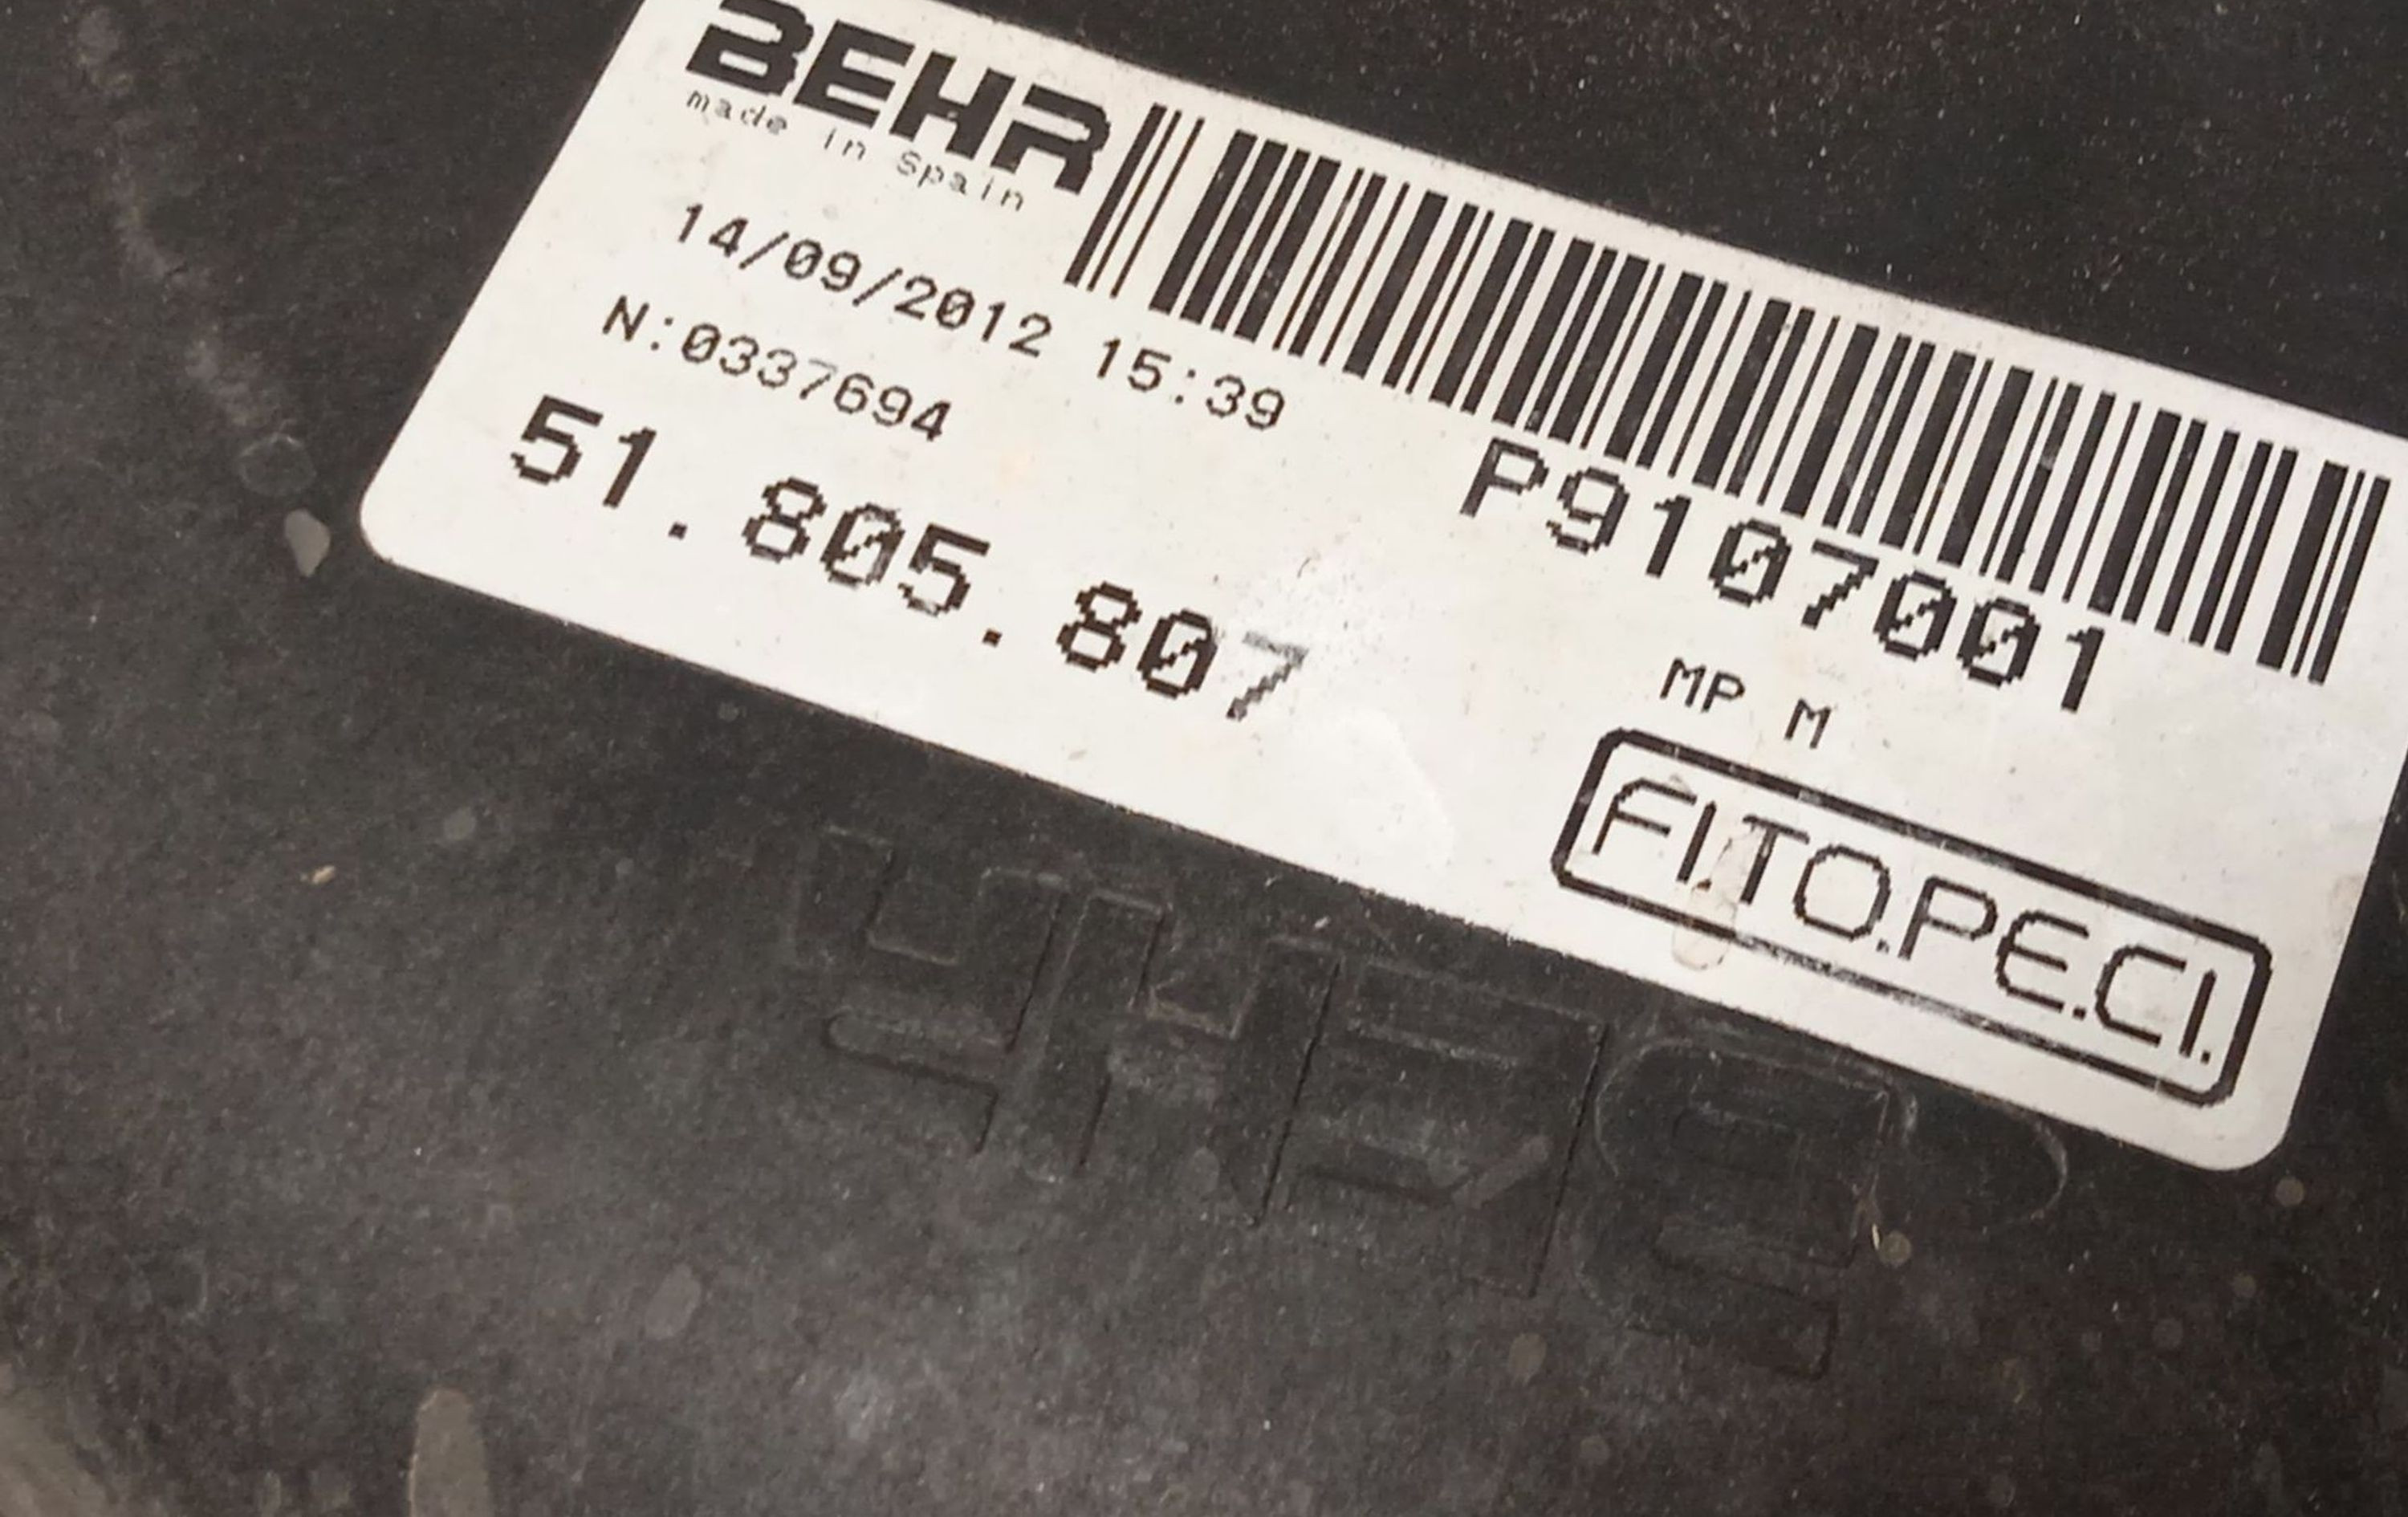 BEHR
made in Spain
14/09/2012 15:39
N:0337694
51.805.807
P9107001
MP M
FI.TO.PE.CI.